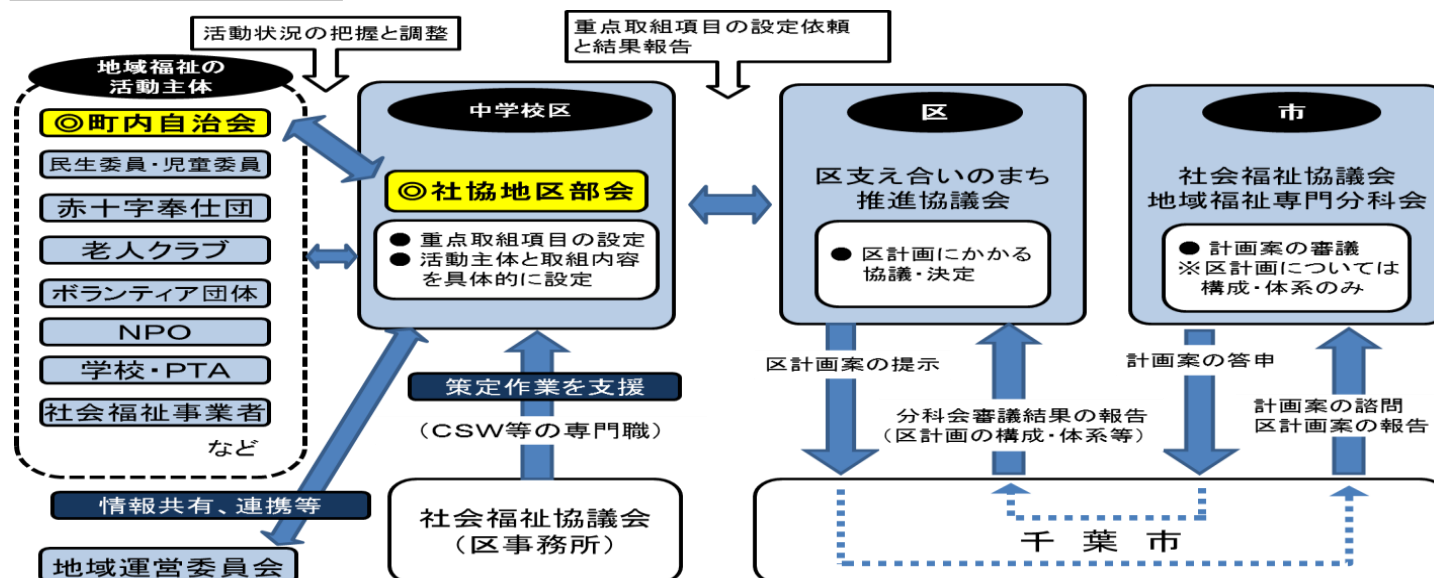 活動状況の把握と調整
重点取組項目の設定依頼
と結果報告
地域福祉の
活動主体
◎町内自治会
民生委員・児童委員
赤十字奉仕団
老人クラブ
ボランティア団体
NPO
学校・PTA
社会福祉事業者
など
中学校区
◎社協地区部会
● 重点取組項目の設定
● 活動主体と取組内容
を具体的に設定
区
区支え合いのまち
推進協議会
● 区計画にかかる
協議・決定
市
社会福祉協議会
地域福祉専門分科会
● 計画案の審議
※区計画については
構成・体系のみ
策定作業を支援
(CSW等の専門職)
区計画案の提示
分科会審議結果の報告
(区計画の構成・体系等)
計画案の答申
計画案の諮問
区計画案の報告
情報共有、連携等
地域運営委員会
社会福祉協議会
(区事務所)
千葉市